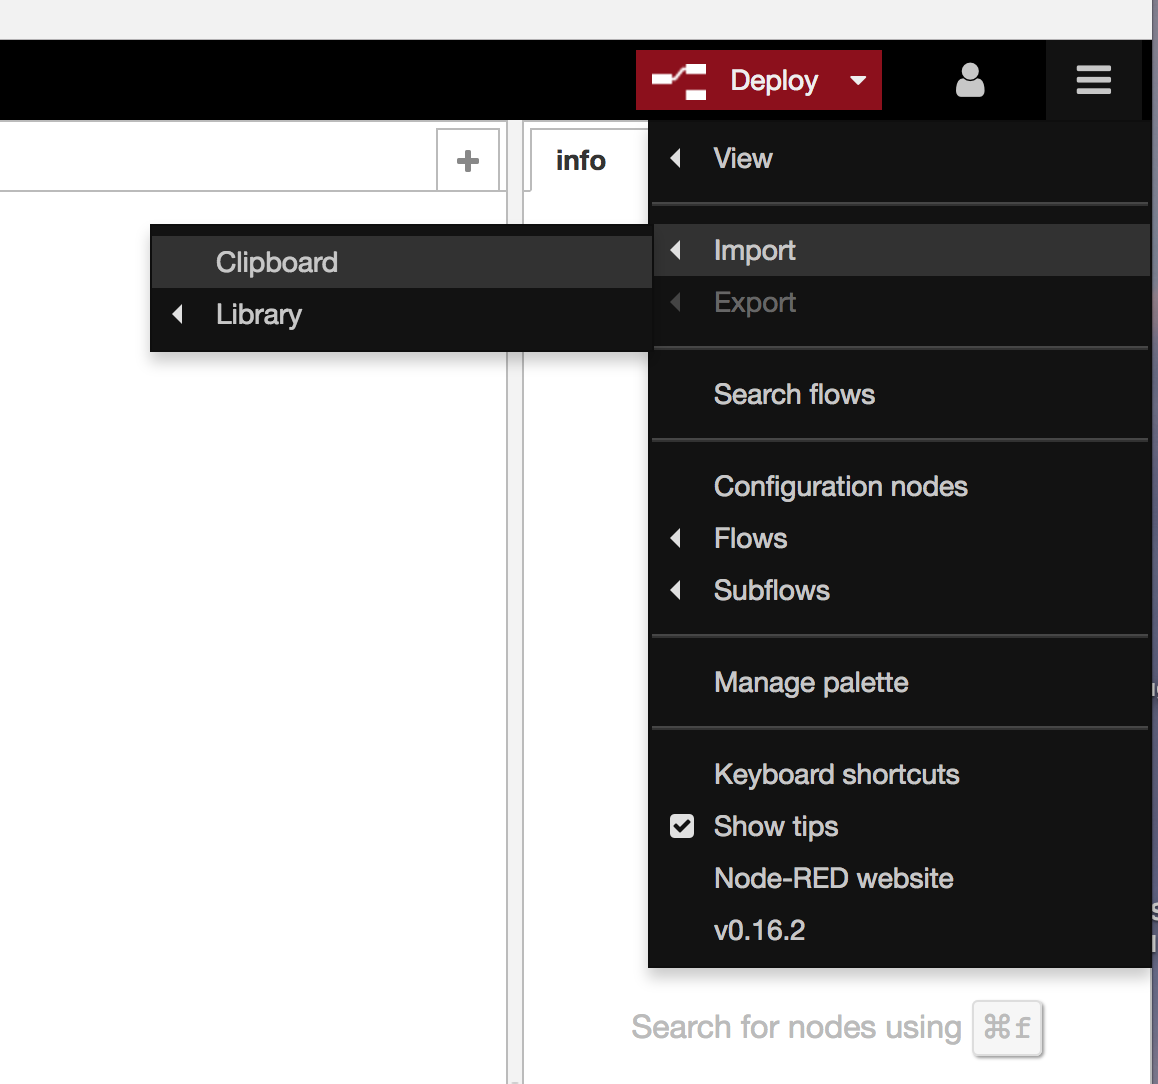 Deploy
info
View
Import
Clipboard
Library
Export
Search flows
Configuration nodes
Flows
Subflows
Manage palette
Keyboard shortcuts
Show tips
Node-RED website
v0.16.2
Search for nodes using ⌘f